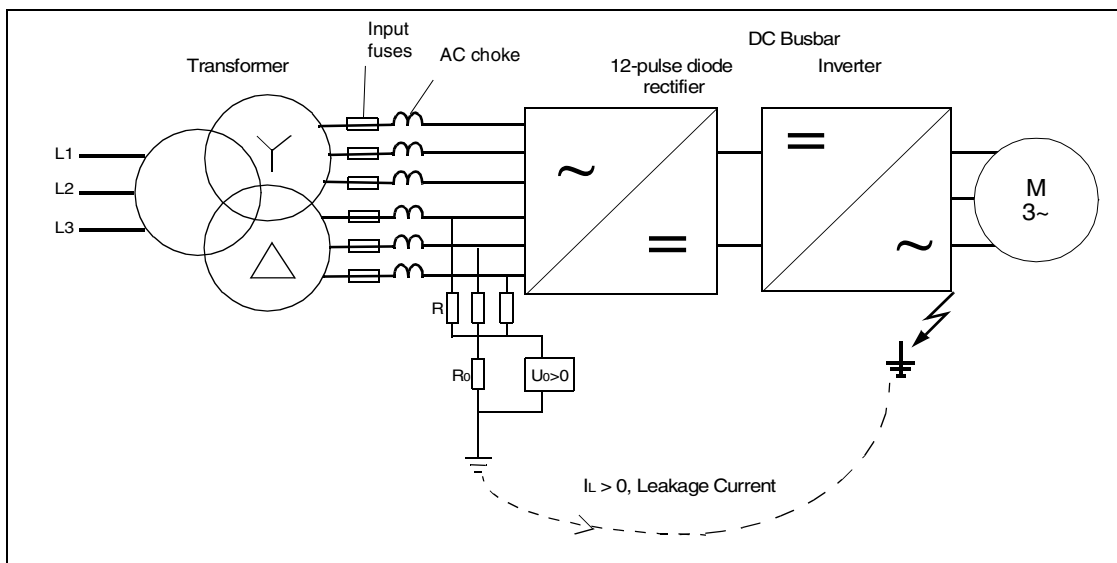 Input
fuses
AC choke
Transformer
DC Busbar
12-pulse diode
rectifier
Inverter
L1
L2
L3
~
=
=
~
M
3~
R
R0
U0>0
IL > 0, Leakage Current